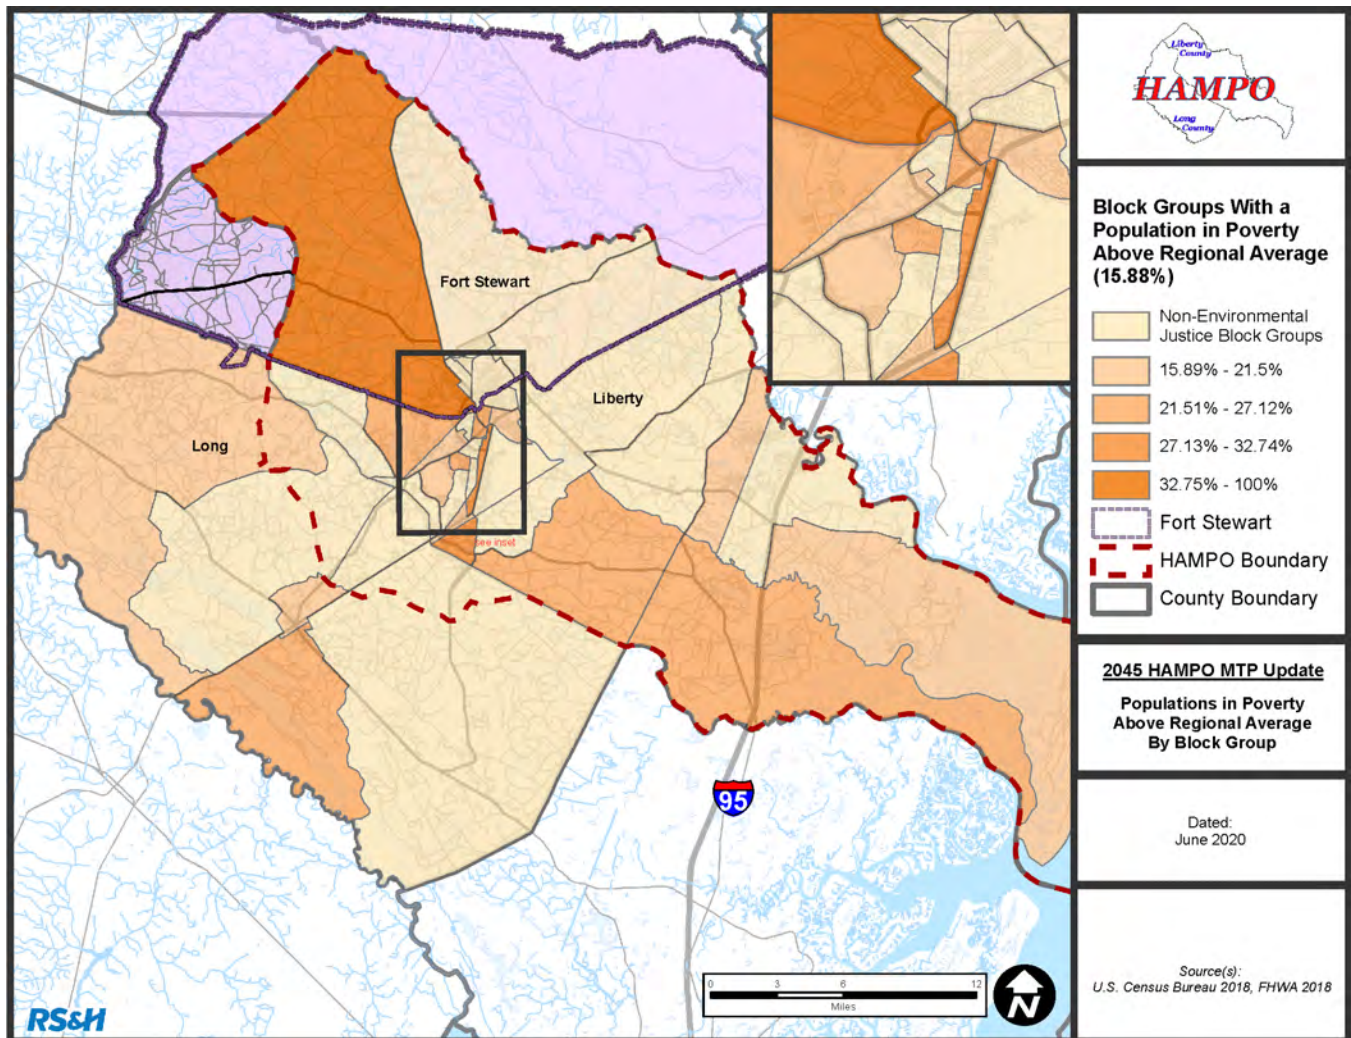 Fort Stewart
Liberty
Long
see inset
95
0 3 6 12
Miles
N
RS&H
Liberty
County
HAMPO
Long
County
Block Groups With a
Population in Poverty
Above Regional Average
(15.88%)
Non-Environmental
Justice Block Groups
15.89% - 21.5%
21.51% - 27.12%
27.13% - 32.74%
32.75% - 100%
Fort Stewart
HAMPO Boundary
County Boundary
2045 HAMPO MTP Update
Populations in Poverty
Above Regional Average
By Block Group
Dated:
June 2020
Source(s):
U.S. Census Bureau 2018, FHWA 2018